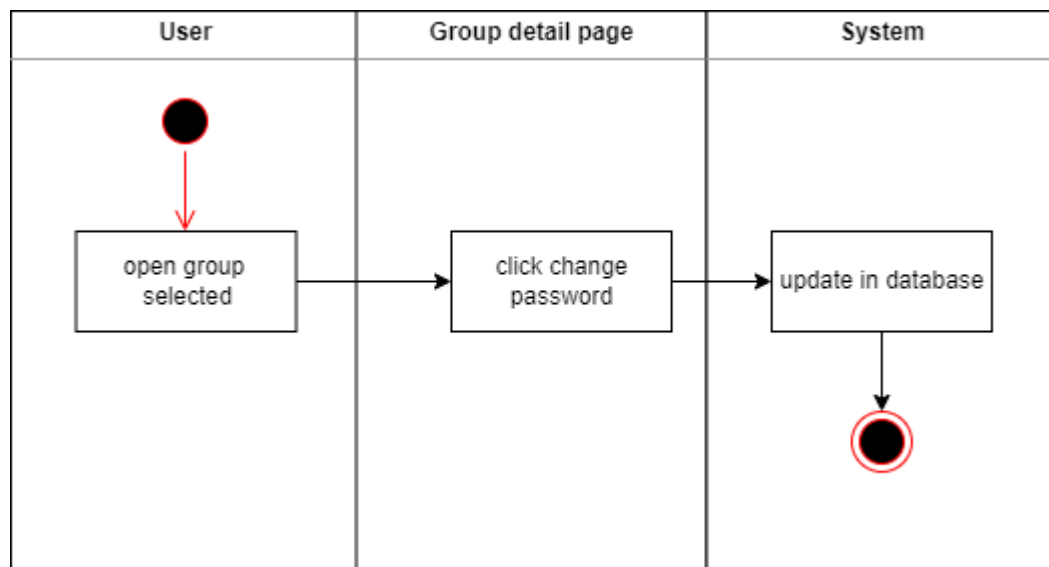 User
Group detail page
System
open group
selected
click change
password
update in database